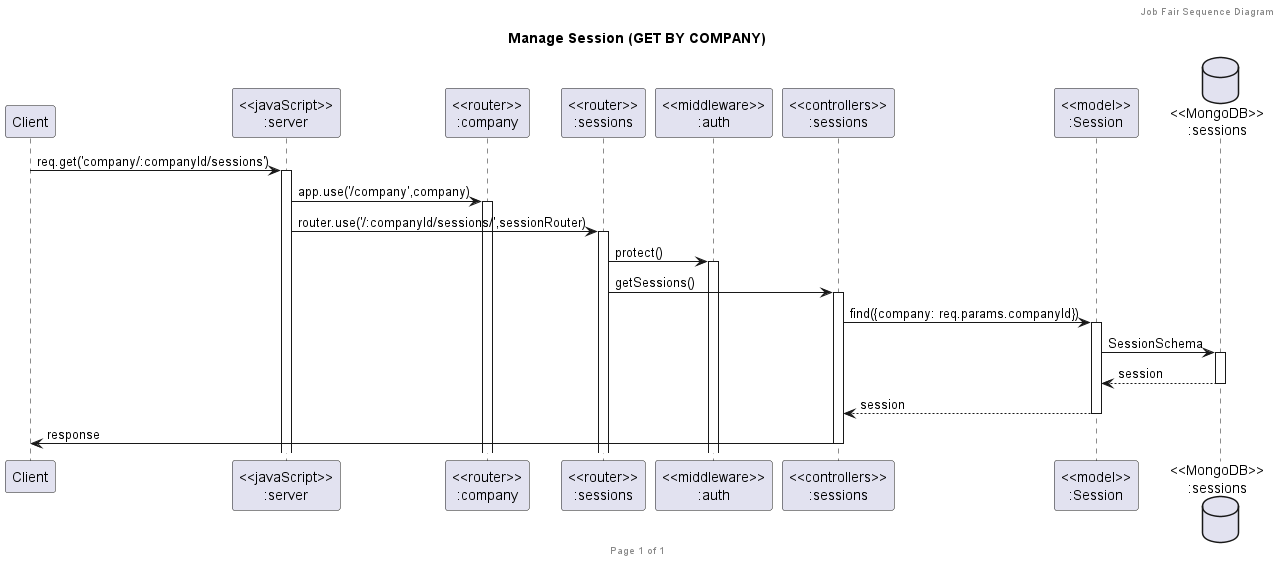 Job Fair Sequence Diagram
Manage Session (GET BY COMPANY)
<<MongoDB>>
:sessions
Client
<<javaScript>>
:server
<<router>>
:company
<<router>>
:sessions
<<middleware>>
:auth
<<controllers>>
:sessions
<<model>>
:Session
req.get('company/:companyId/sessions')
app.use('/company',company)
router.use('/:companyId/sessions/',sessionRouter)
protect()
getSessions()
find({company: req.params.companyId})
SessionSchema
session
session
response
Client
<<javaScript>>
:server
<<router>>
:company
<<router>>
:sessions
<<middleware>>
:auth
<<controllers>>
:sessions
<<model>>
:Session
<<MongoDB>>
:sessions
Page 1 of 1